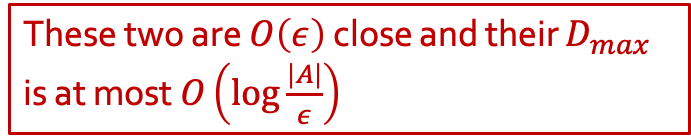 These two are O(ϵ) close and their D_max
is at most O(log |A|/ϵ)